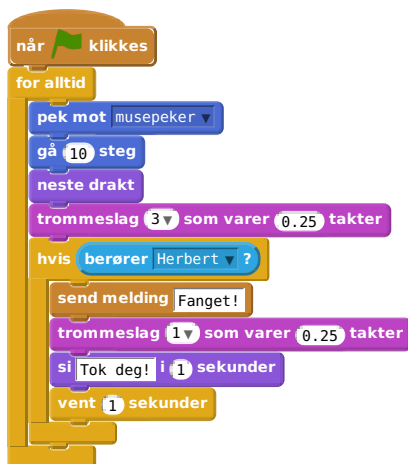 når klikkes
for alltid
pek mot musepeker
gå 10 steg
neste drakt
trommeslag 3 som varer 0.25 takter
hvis berører Herbert ?
send melding Fanget!
trommeslag 1 som varer 0.25 takter
si Tok deg! i 1 sekunder
vent 1 sekunder